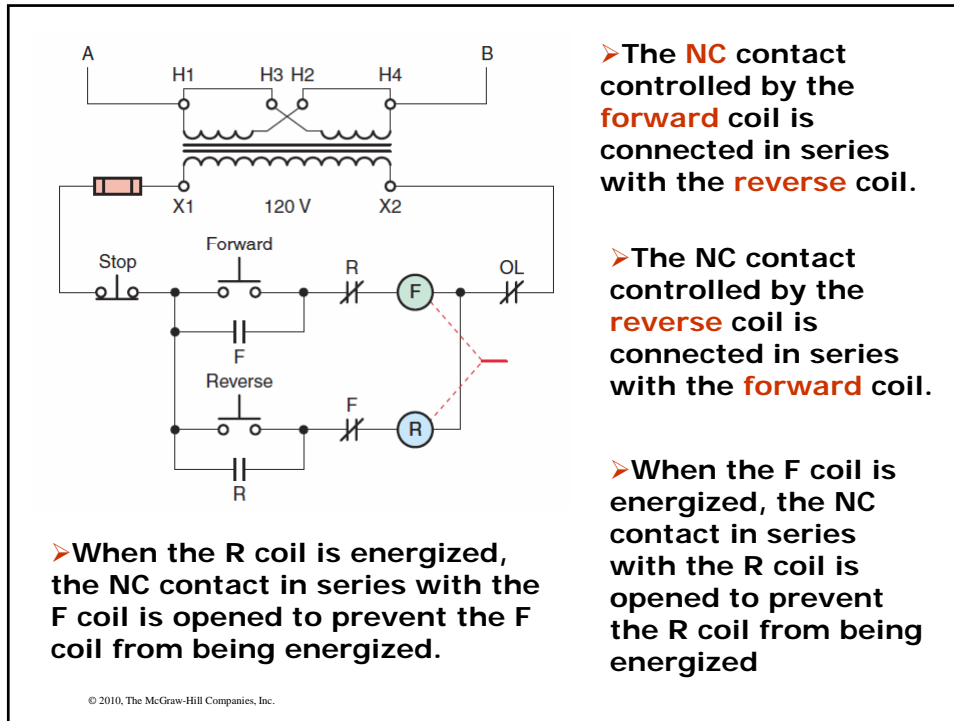 A
B
H1
H3 H2
H4
X1
120 V
X2
Forward
Stop
R
OL
F
F
Reverse
F
R
R
➢The NC contact
controlled by the
forward coil is
connected in series
with the reverse coil.
➢The NC contact
controlled by the
reverse coil is
connected in series
with the forward coil.
➢When the F coil is
energized, the NC
contact in series
with the R coil is
opened to prevent
the R coil from being
energized
➢When the R coil is energized,
the NC contact in series with the
F coil is opened to prevent the F
coil from being energized.
© 2010, The McGraw-Hill Companies, Inc.